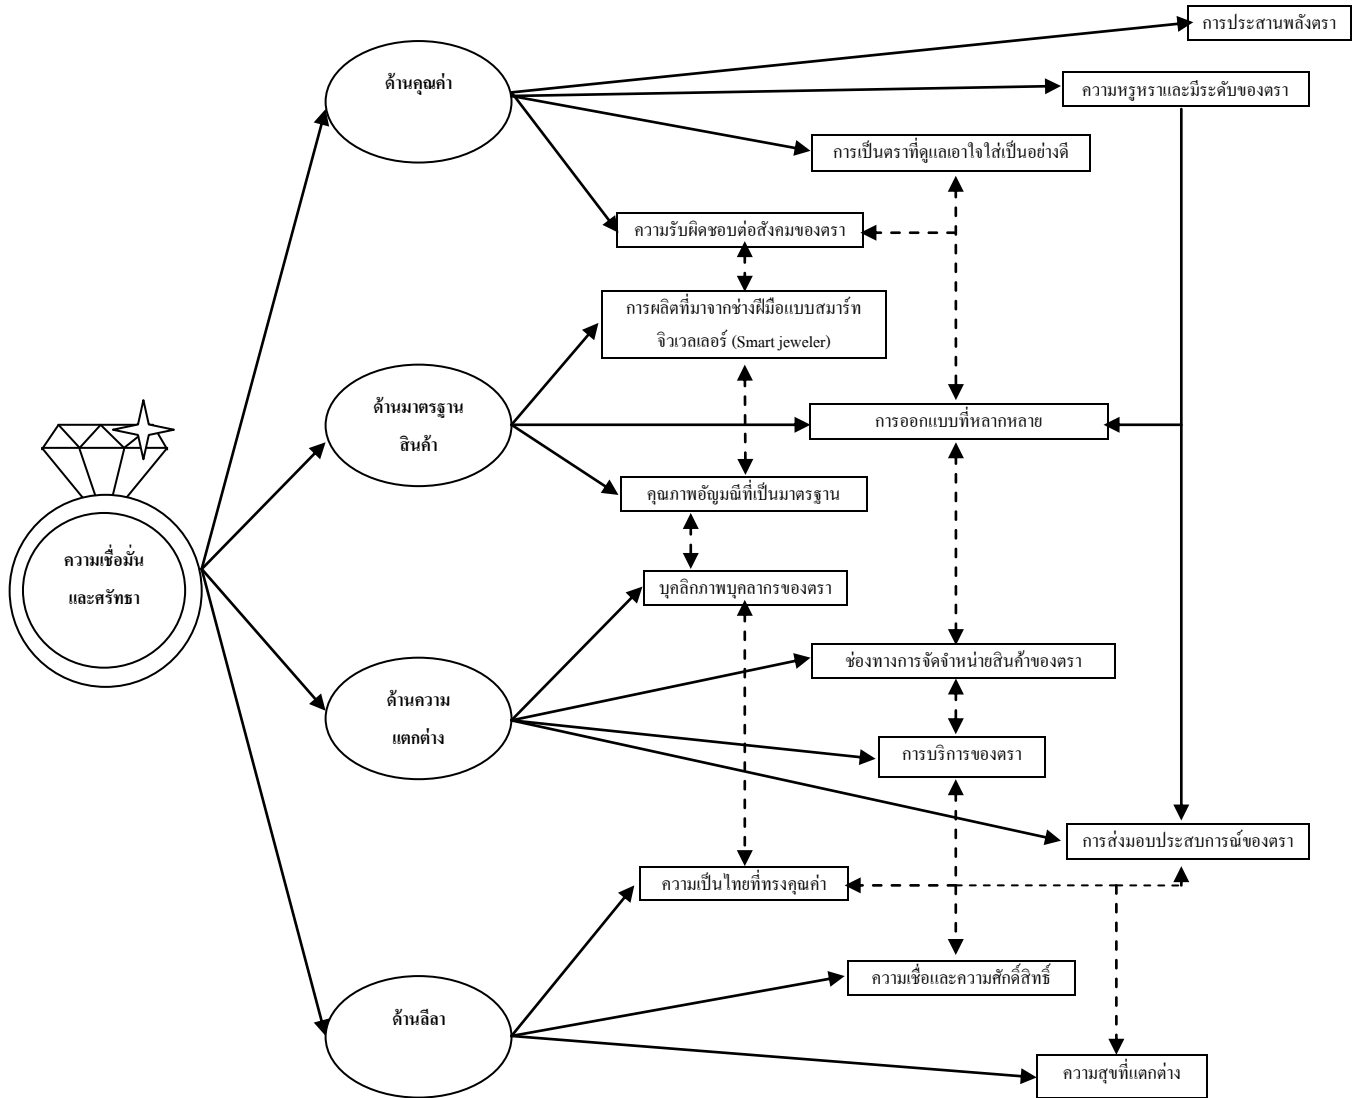 การประสานพลังตรา
ด้านคุณค่า
ความหรูหราและมีระดับของตรา
การเป็นตราที่ดูแลเอาใจใส่เป็นอย่างดี
ความรับผิดชอบต่อสังคมของตรา
การผลิตที่มาจากช่างฝีมือแบบสมาร์ท
จิวเวลเลอร์ (Smart jeweler)
ด้านมาตรฐาน
สินค้า
การออกแบบที่หลากหลาย
คุณภาพอัญมณีที่เป็นมาตรฐาน
ความเชื่อมั่น
และศรัทธา
บุคลิกภาพบุคลากรของตรา
ช่องทางการจัดจำหน่ายสินค้าของตรา
ด้านความ
แตกต่าง
การบริการของตรา
การส่งมอบประสบการณ์ของตรา
ความเป็นไทยที่ทรงคุณค่า
ความเชื่อและความศักดิ์สิทธิ์
ด้านลีลา
ความสุขที่แตกต่าง